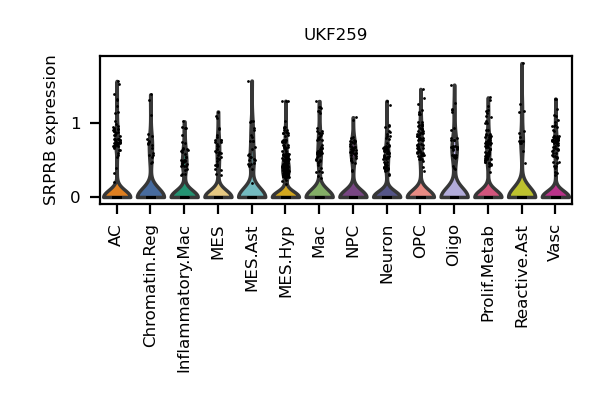 UKF259
SRPRB expression
1
0
AC
Chromatin.Reg
Inflammatory.Mac
MES
MES.Ast
MES.Hyp
Mac
NPC
Neuron
OPC
Oligo
Prolif.Metab
Reactive.Ast
Vasc